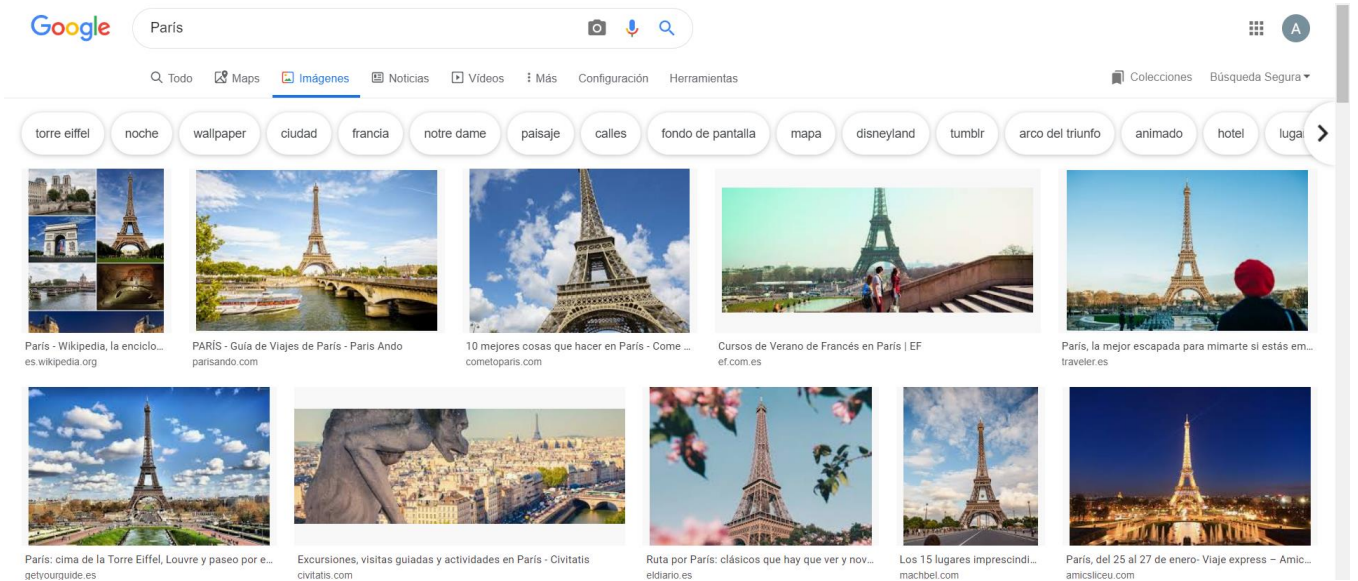 Google
París
A
Todo Maps Imágenes Noticias Vídeos Más Configuración Herramientas
Colecciones Búsqueda Segura
torre eiffel noche wallpaper ciudad francia notre dame paisaje calles fondo de pantalla mapa disneyland tumblr arco del triunfo animado hotel luga
París - Wikipedia, la enciclo...
es.wikipedia.org
PARÍS - Guía de Viajes de París - Paris Ando
parisando.com
10 mejores cosas que hacer en París - Come ...
cometoparis.com
Cursos de Verano de Francés en París | EF
ef.com.es
París, la mejor escapada para mimarte si estás em...
traveler.es
París: cima de la Torre Eiffel, Louvre y paseo por e...
getyourguide.es
Excursiones, visitas guiadas y actividades en París - Civitatis
civitatis.com
Ruta por París: clásicos que hay que ver y nov...
eldiario.es
Los 15 lugares imprescindi...
machbel.com
París, del 25 al 27 de enero- Viaje express – Amic...
amicsliceu.com